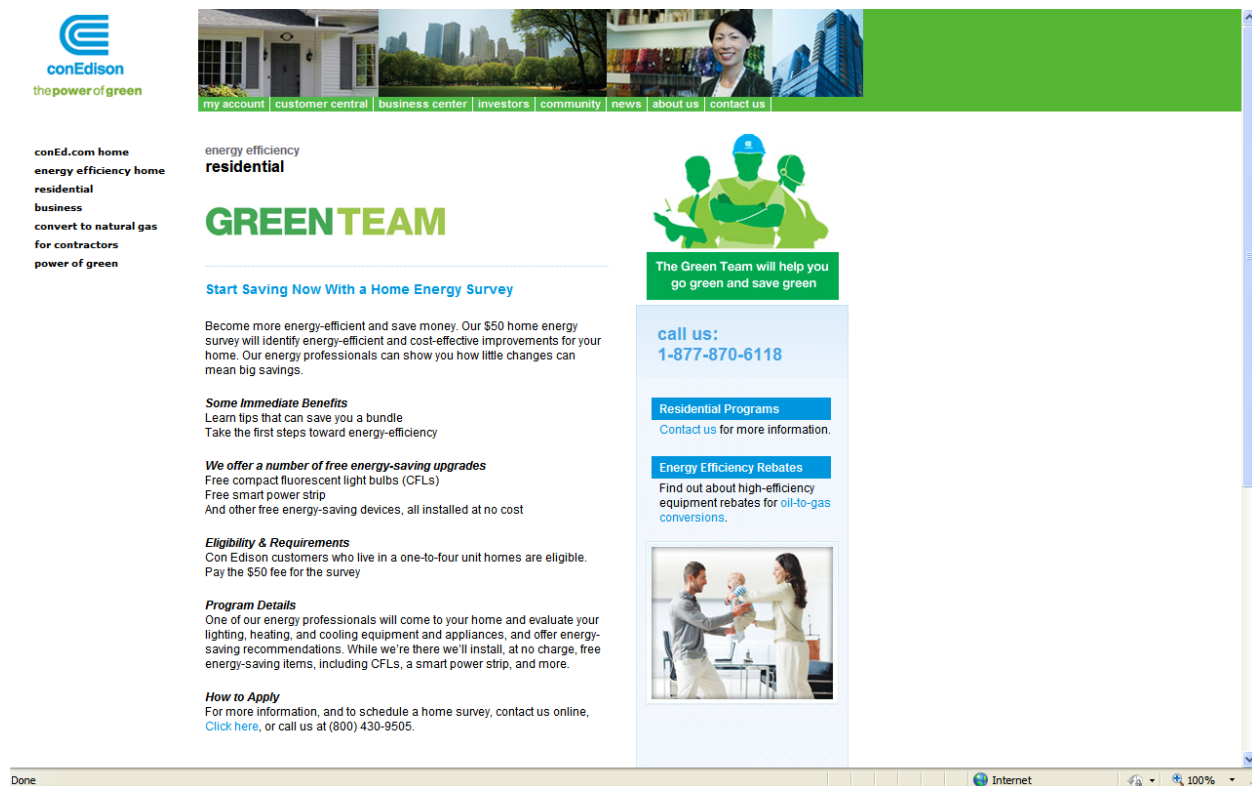 conEdison
thepowerofgreen
my account customer central business center investors community news about us contact us
conEd.com home
energy efficiency home
residential
business
convert to natural gas
for contractors
power of green
energy efficiency
residential
GREENTEAM
Start Saving Now With a Home Energy Survey
Become more energy-efficient and save money. Our $50 home energy
survey will identify energy-efficient and cost-effective improvements for your
home. Our energy professionals can show you how little changes can
mean big savings.
Some Immediate Benefits
Learn tips that can save you a bundle
Take the first steps toward energy-efficiency
We offer a number of free energy-saving upgrades
Free compact fluorescent light bulbs (CFLs)
Free smart power strip
And other free energy-saving devices, all installed at no cost
Eligibility & Requirements
Con Edison customers who live in a one-to-four unit homes are eligible.
Pay the $50 fee for the survey
Program Details
One of our energy professionals will come to your home and evaluate your
lighting, heating, and cooling equipment and appliances, and offer energy-
saving recommendations. While we're there we'll install, at no charge, free
energy-saving items, including CFLs, a smart power strip, and more.
How to Apply
For more information, and to schedule a home survey, contact us online,
Click here, or call us at (800) 430-9505.
The Green Team will help you
go green and save green
call us:
1-877-870-6118
Residential Programs
Contact us for more information.
Energy Efficiency Rebates
Find out about high-efficiency
equipment rebates for oil-to-gas
conversions.
Done
Internet
100%